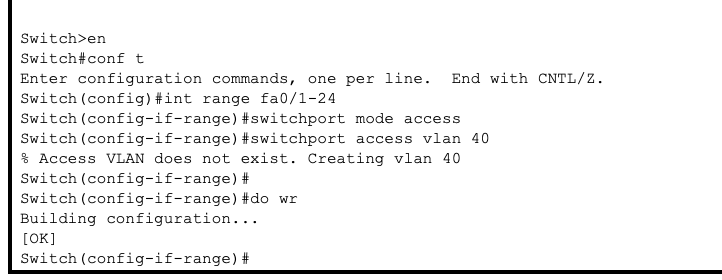 Switch>en
Switch#conf t
Enter configuration commands, one per line.  End with CNTL/Z.
Switch(config)#int range fa0/1-24
Switch(config-if-range)#switchport mode access
Switch(config-if-range)#switchport access vlan 40
% Access VLAN does not exist. Creating vlan 40
Switch(config-if-range)#
Switch(config-if-range)#do wr
Building configuration...
[OK]
Switch(config-if-range)#